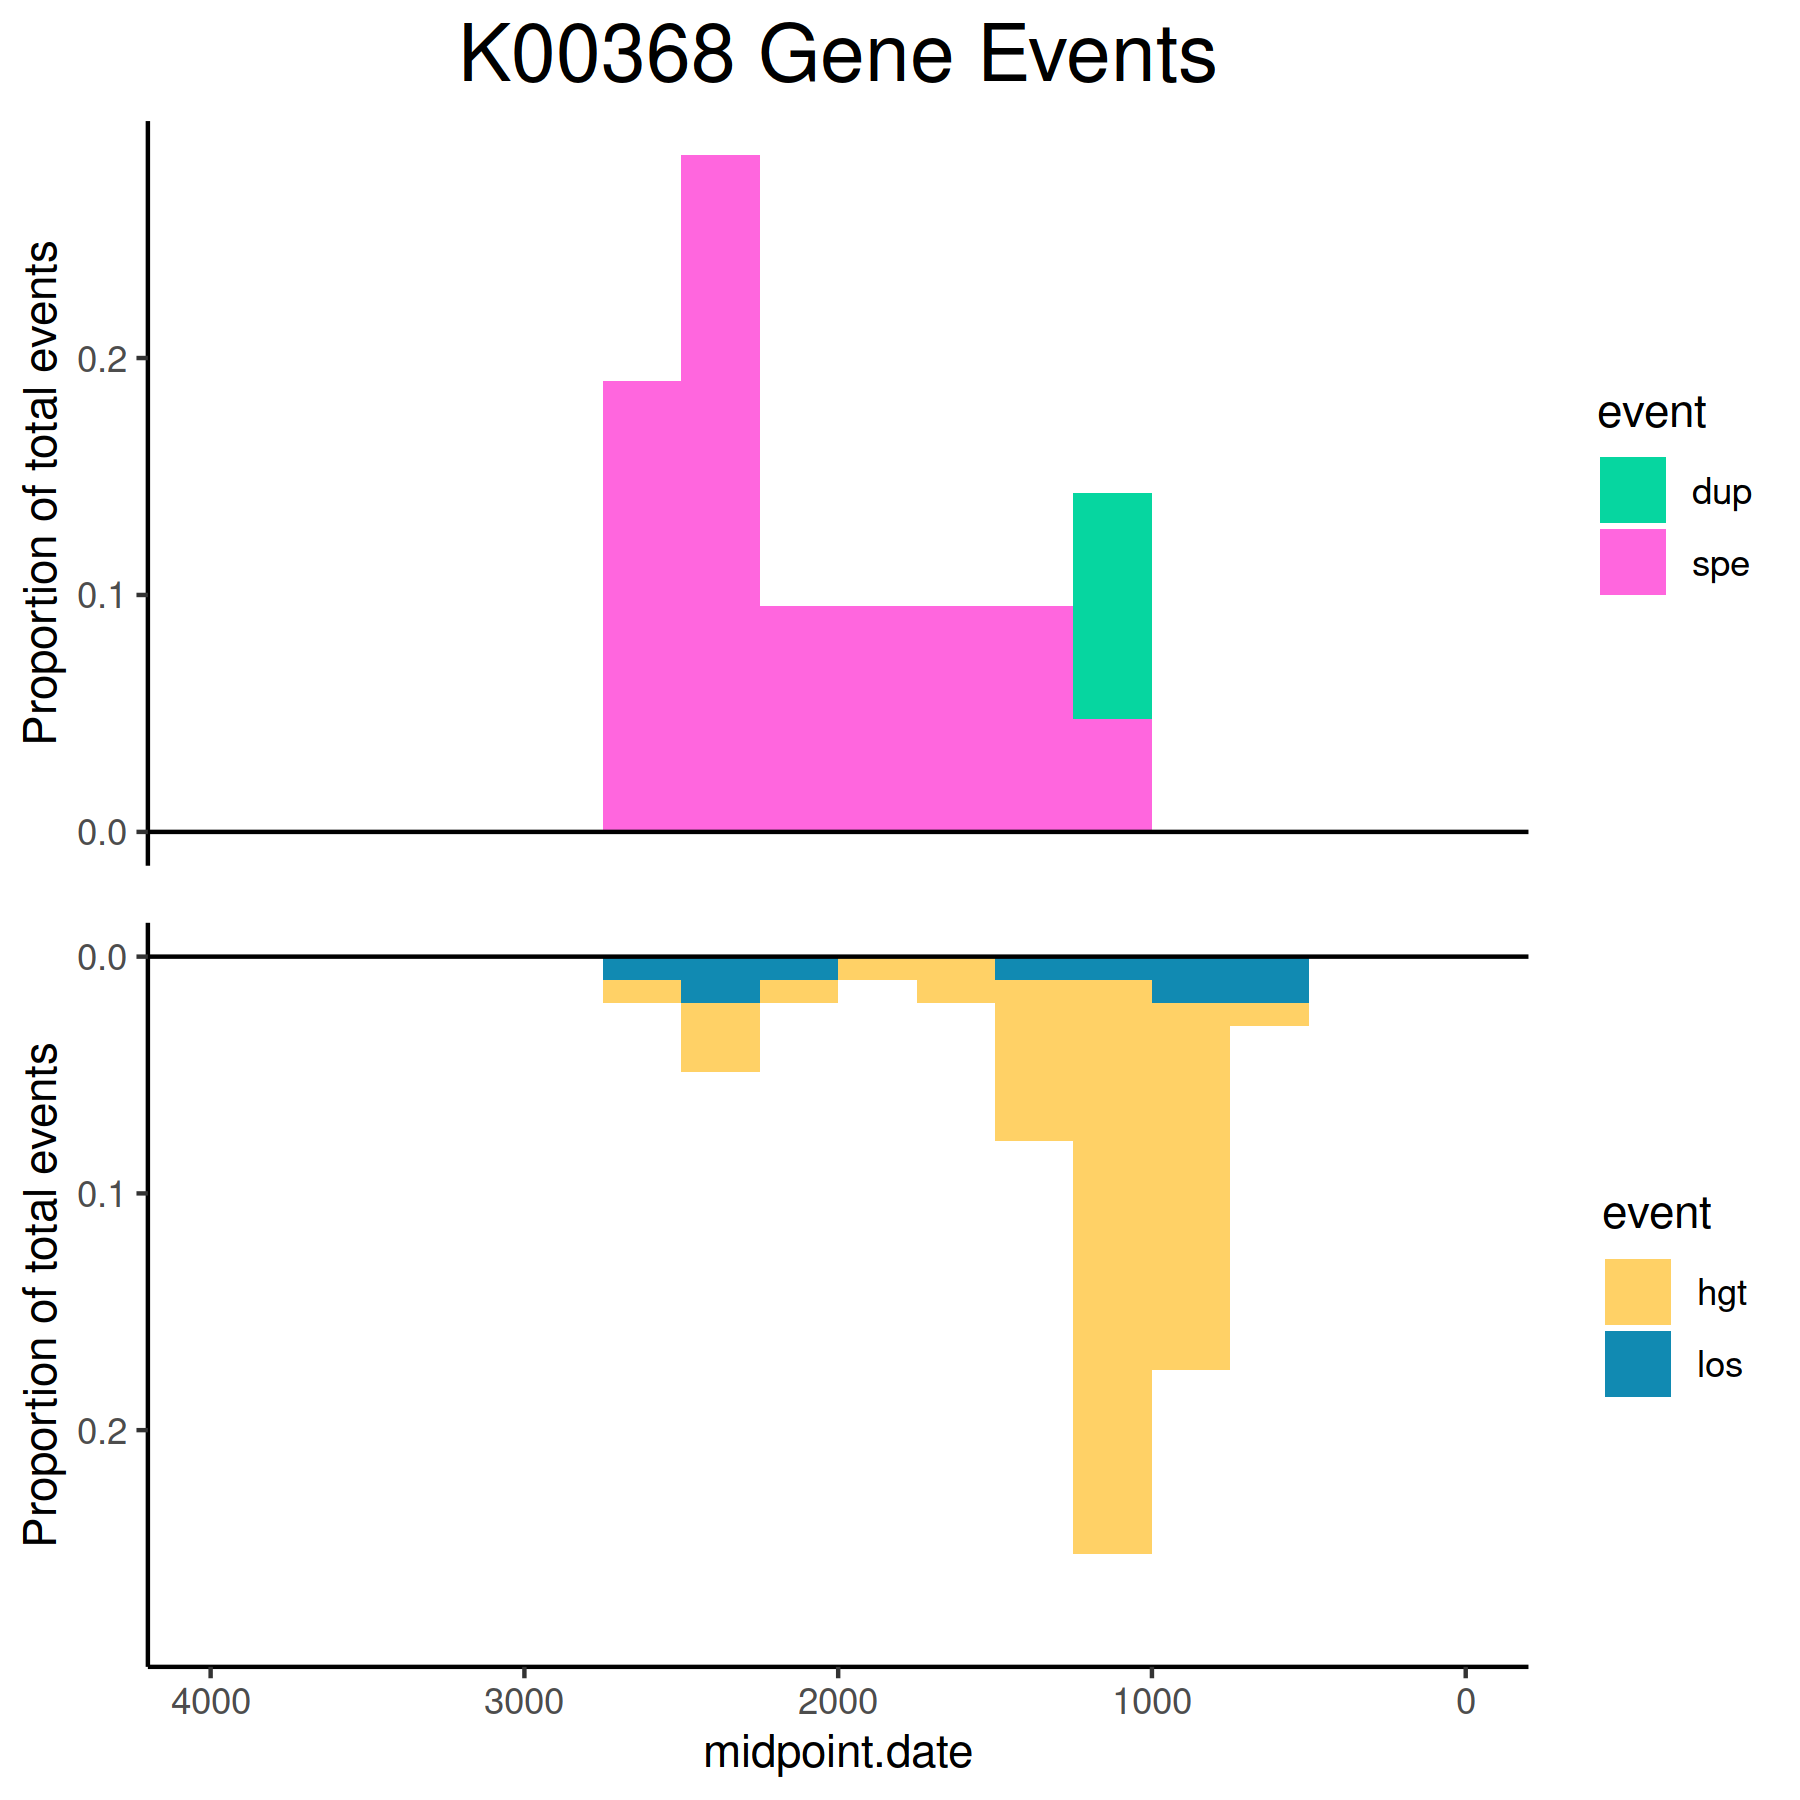 K00368 Gene Events
Proportion of total events
0.2
0.1
0.0
event
dup
spe
Proportion of total events
0.0
0.1
0.2
event
hgt
los
4000 3000 2000 1000 0
midpoint.date